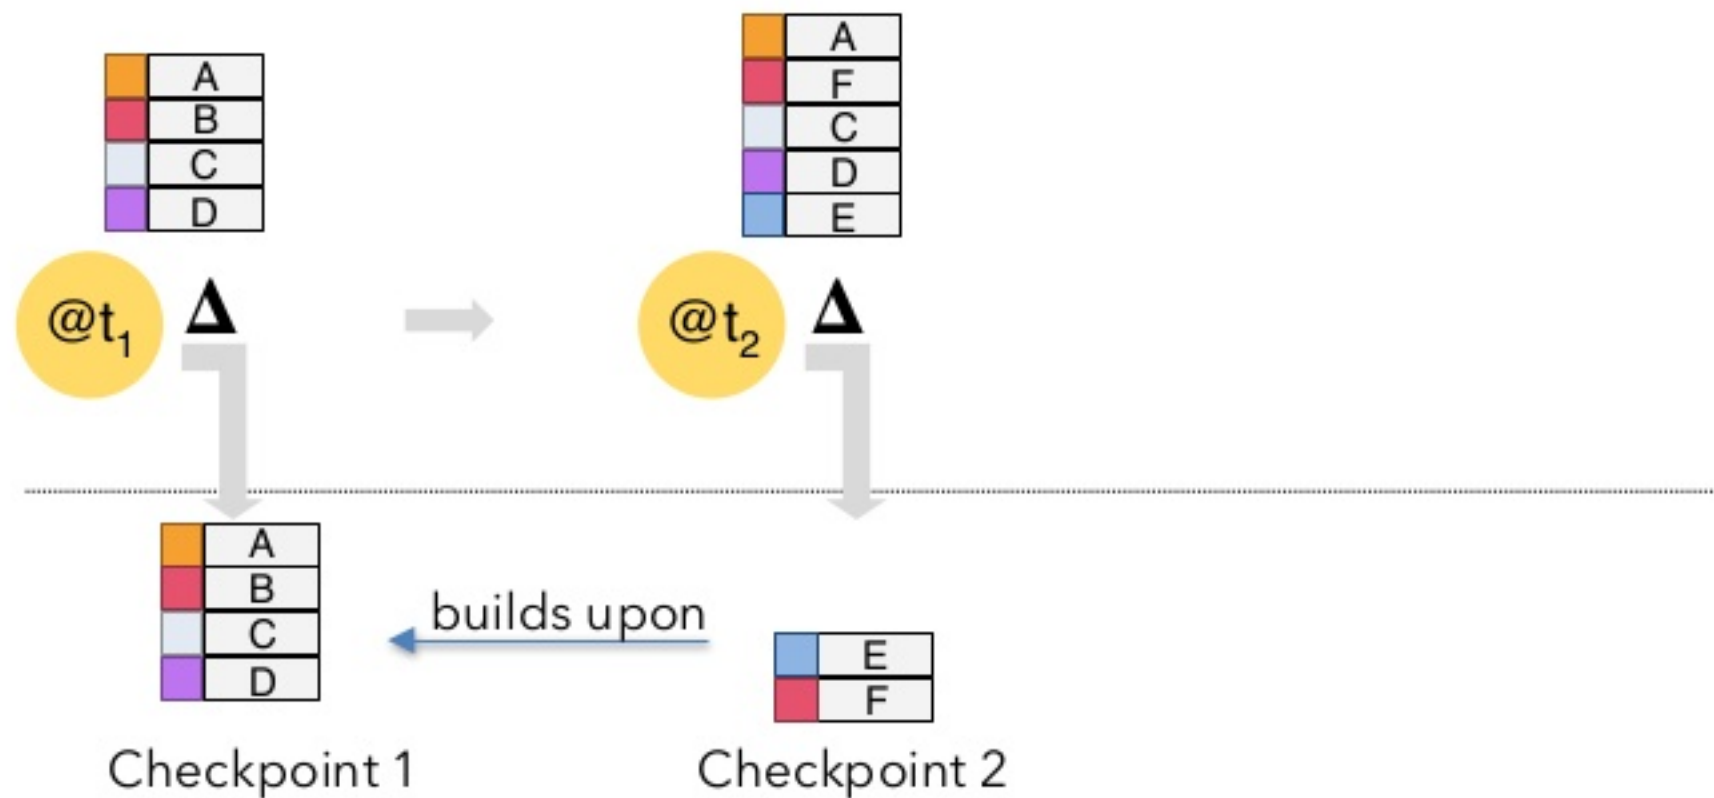 A
B
C
D
A
F
C
D
E
@t₁ Δ
@t₂ Δ
A
B
C
D
builds upon
E
F
Checkpoint 1
Checkpoint 2